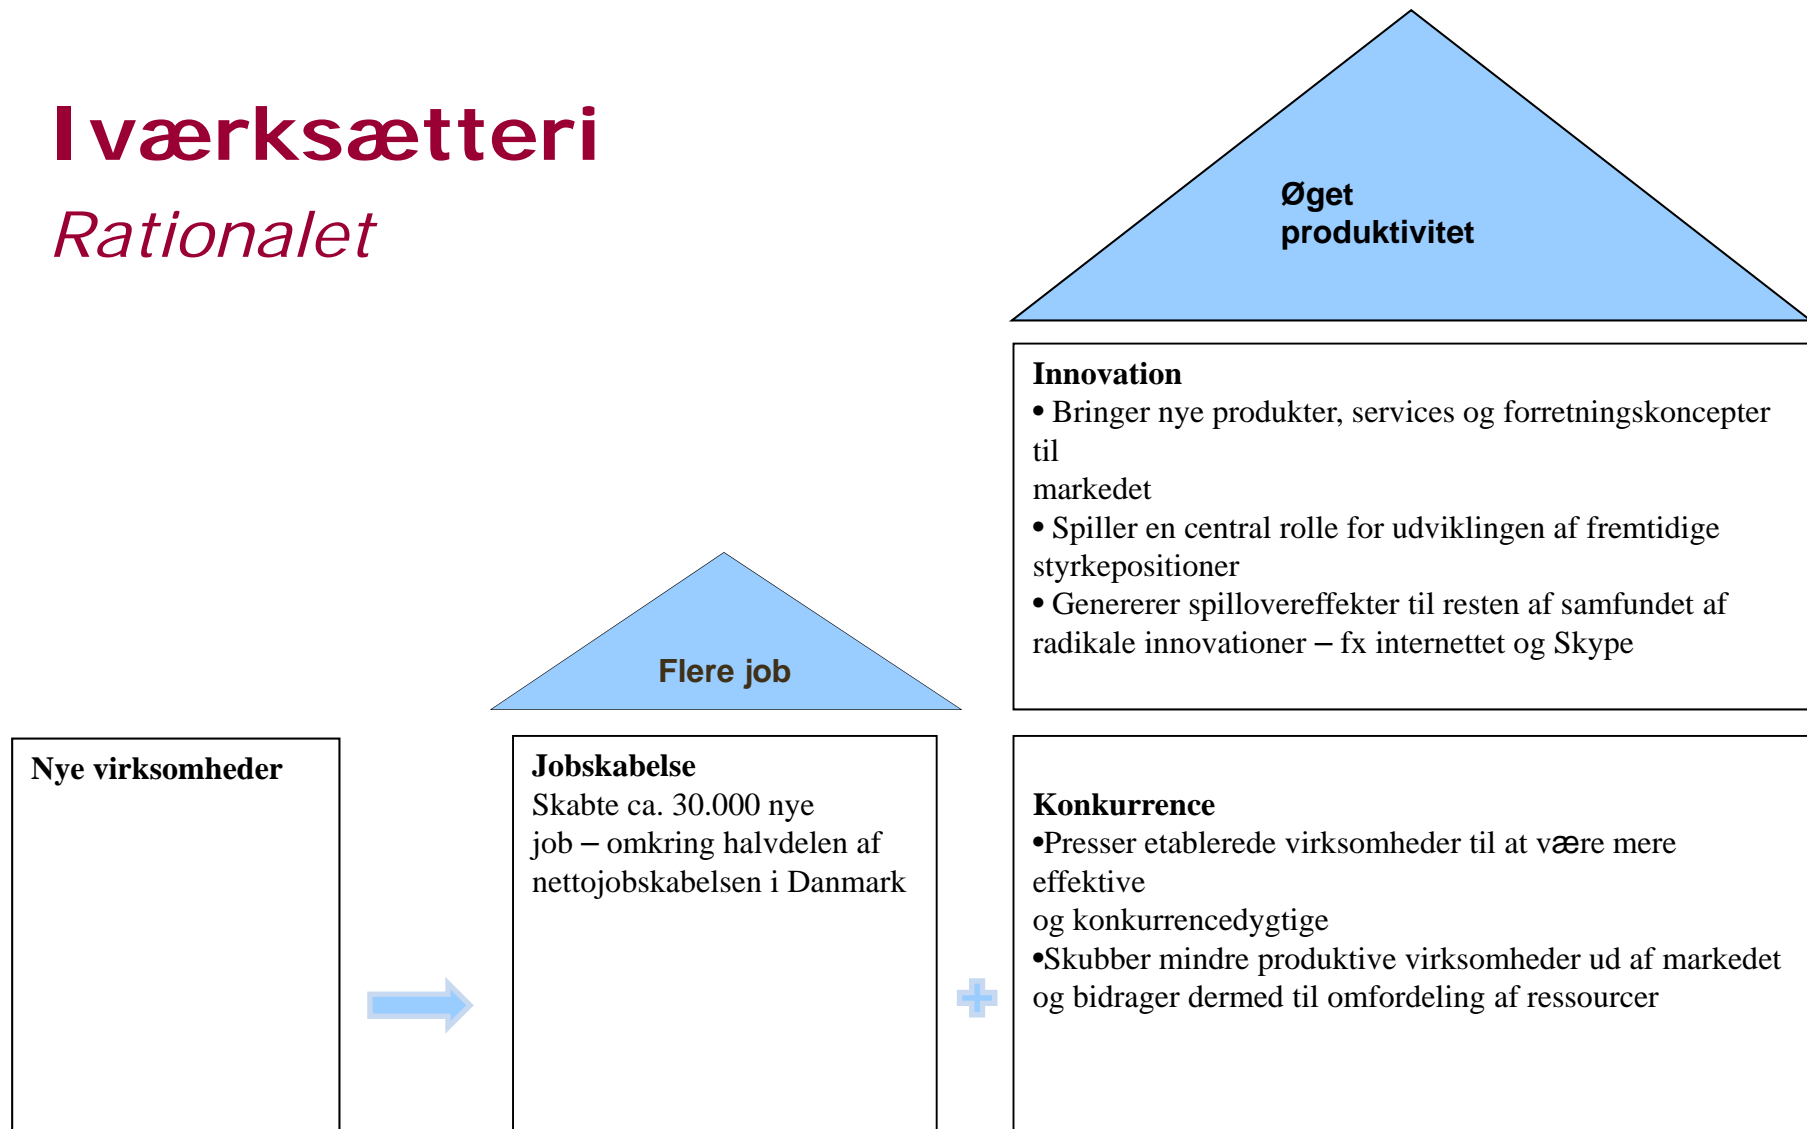 Iværksætteri
Rationalet
Øget
produktivitet
Innovation
• Bringer nye produkter, services og forretningskoncepter
til
markedet
• Spiller en central rolle for udviklingen af fremtidige
styrkepositioner
• Genererer spillovereffekter til resten af samfundet af
radikale innovationer – fx internettet og Skype
Flere job
Nye virksomheder
Jobskabelse
Skabte ca. 30.000 nye
job – omkring halvdelen af
nettojobskabelsen i Danmark
Konkurrence
•Presser etablerede virksomheder til at være mere
effektive
og konkurrencedygtige
•Skubber mindre produktive virksomheder ud af markedet
og bidrager dermed til omfordeling af ressourcer